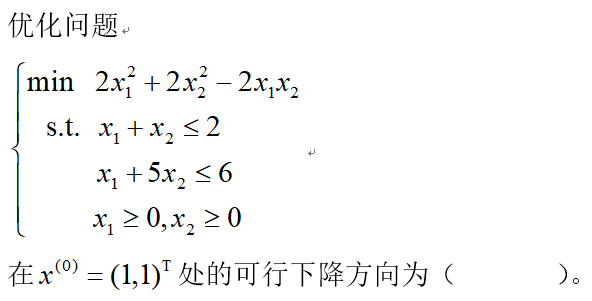 优化问题
min 2x₁² + 2x₂² − 2x₁x₂
s.t. x₁ + x₂ ≤ 2
x₁ + 5x₂ ≤ 6
x₁ ≥ 0, x₂ ≥ 0
在 x⁽⁰⁾ = (1,1)ᵀ 处的可行下降方向为（ ）。